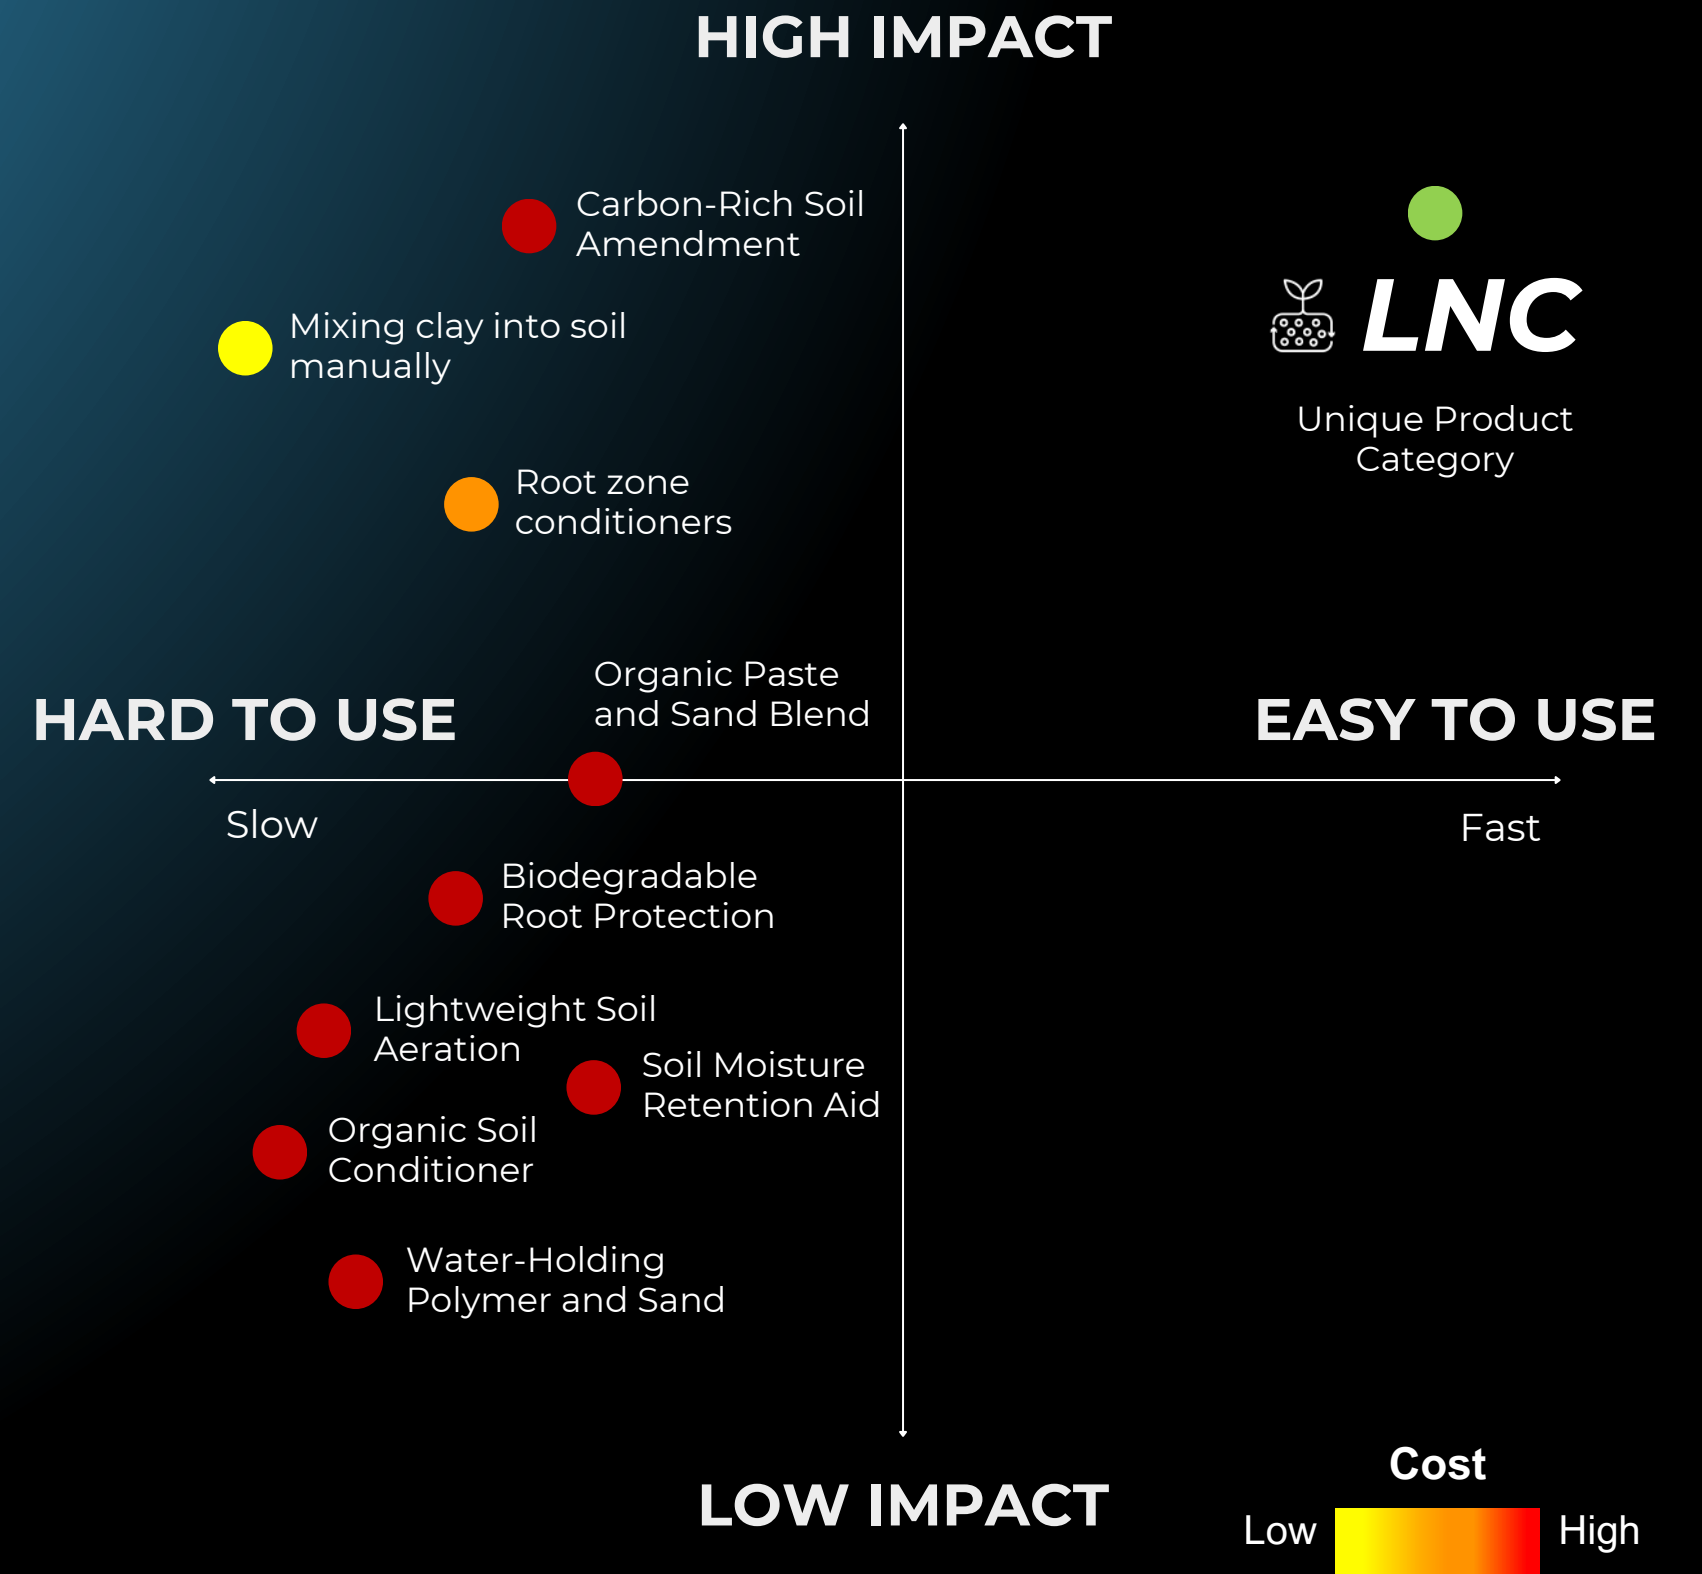 HIGH IMPACT
Carbon-Rich Soil
Amendment
LNC
Mixing clay into soil
manually
Unique Product
Category
Root zone
conditioners
Organic Paste
and Sand Blend
HARD TO USE
EASY TO USE
Slow
Fast
Biodegradable
Root Protection
Lightweight Soil
Aeration
Soil Moisture
Retention Aid
Organic Soil
Conditioner
Water-Holding
Polymer and Sand
LOW IMPACT
Cost
Low
High